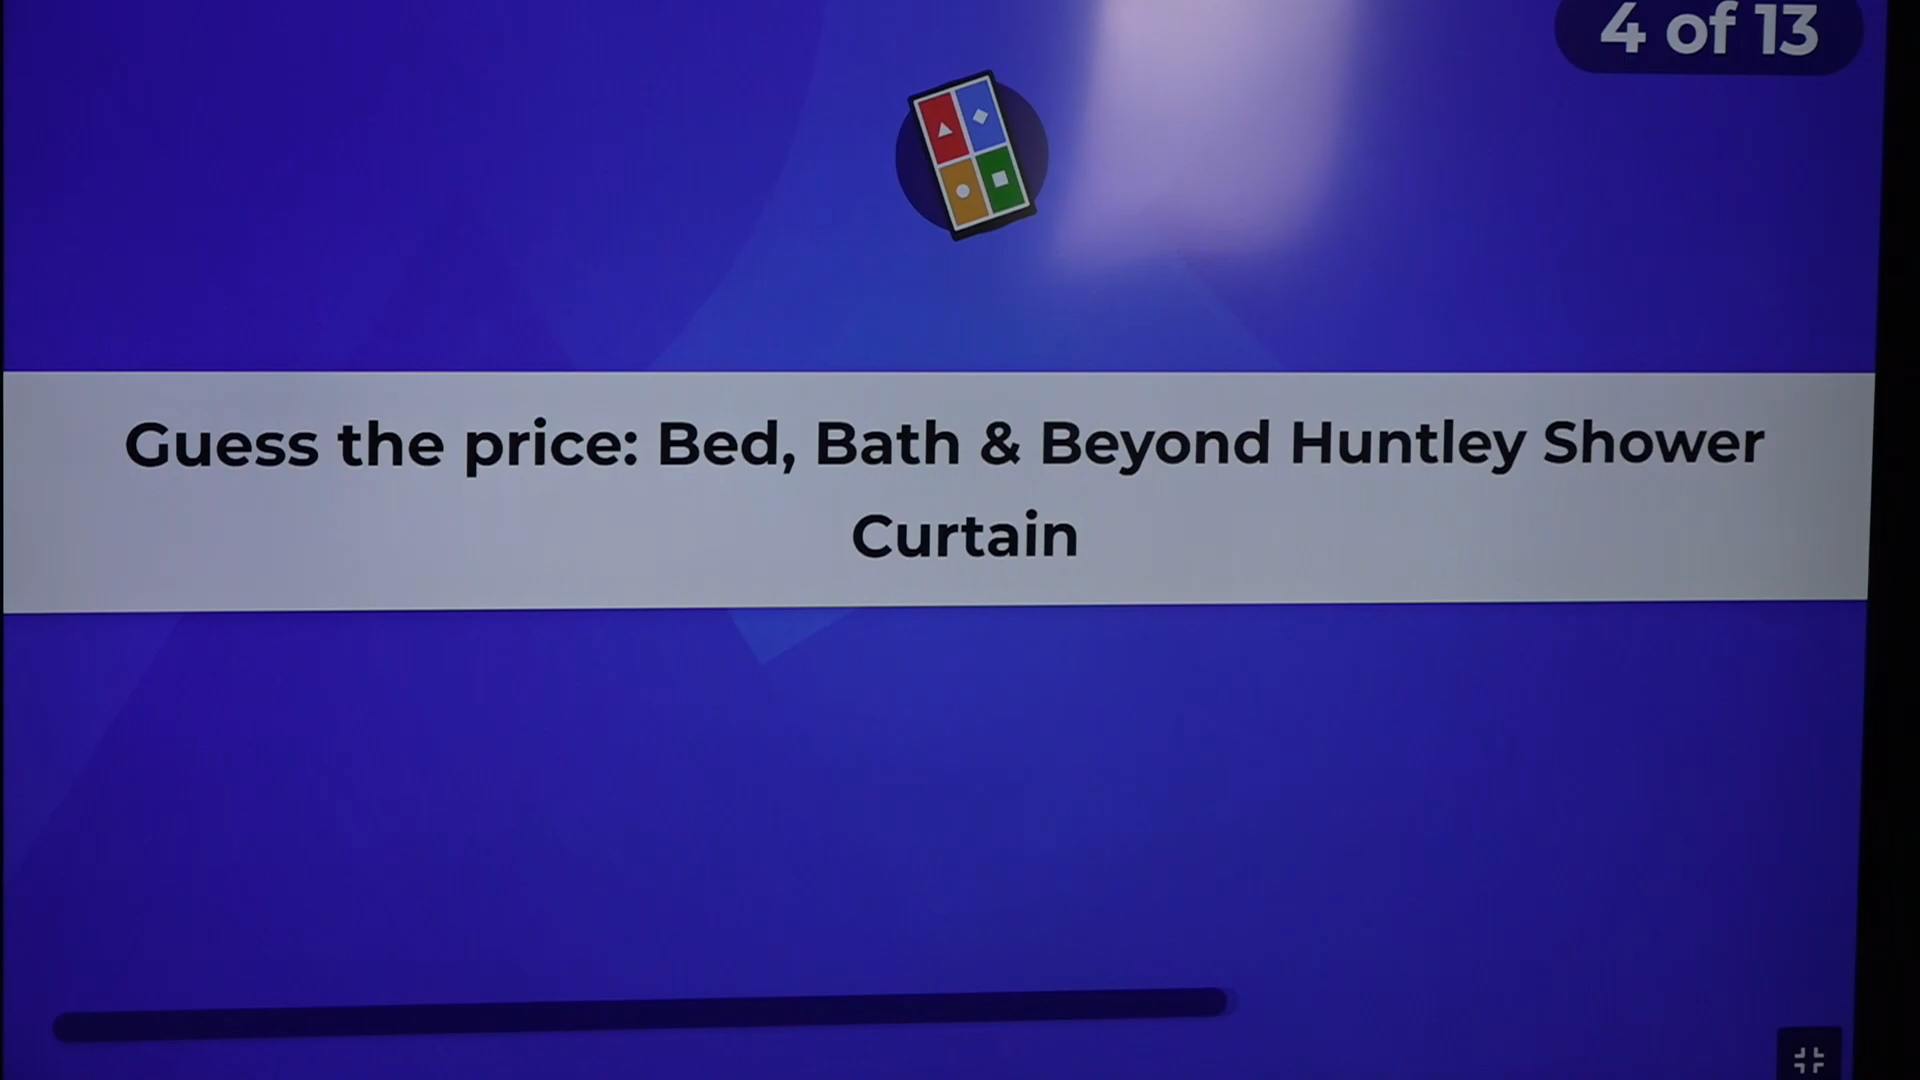 4 of 13
Guess the price: Bed, Bath & Beyond Huntley Shower
Curtain